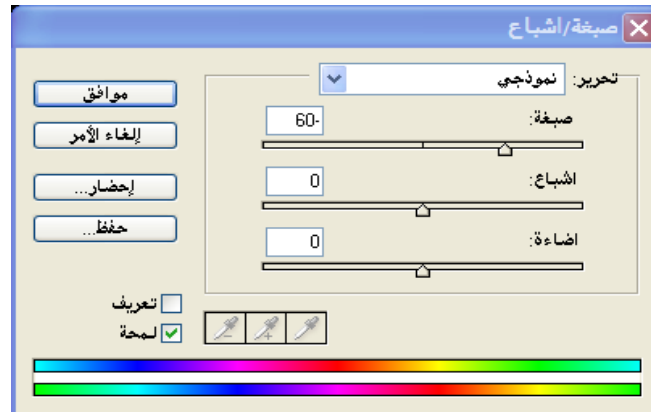 صبغة/اشباع
تحرير: نموذجي
صبغة: 60-
اشباع: 0
اضاءة: 0
موافق
إلغاء الأمر
إحضار...
حفظ...
تعريف
لمحة